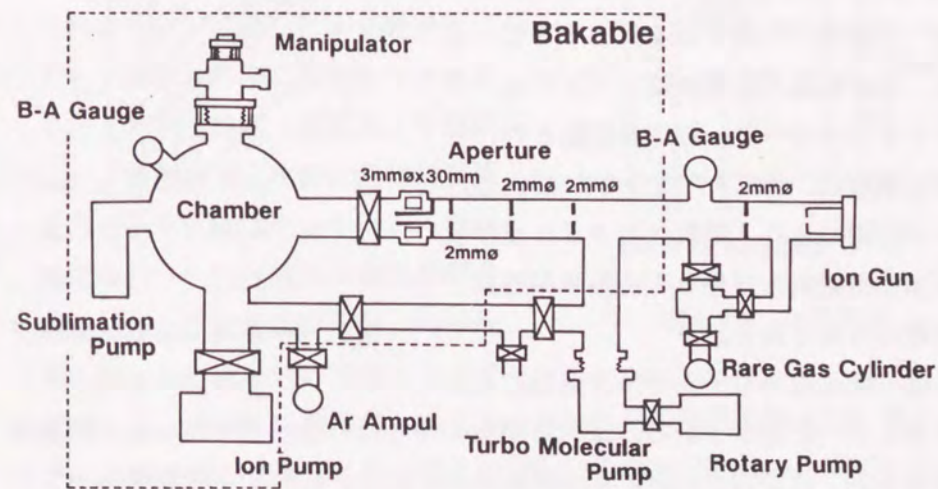 Bakable
Manipulator
B-A Gauge
B-A Gauge
Aperture
3mmøx30mm
2mmø
2mmø
2mmø
2mmø
Chamber
Ion Gun
Sublimation
Pump
Rare Gas Cylinder
Ar Ampul
Ion Pump
Turbo Molecular
Pump
Rotary Pump